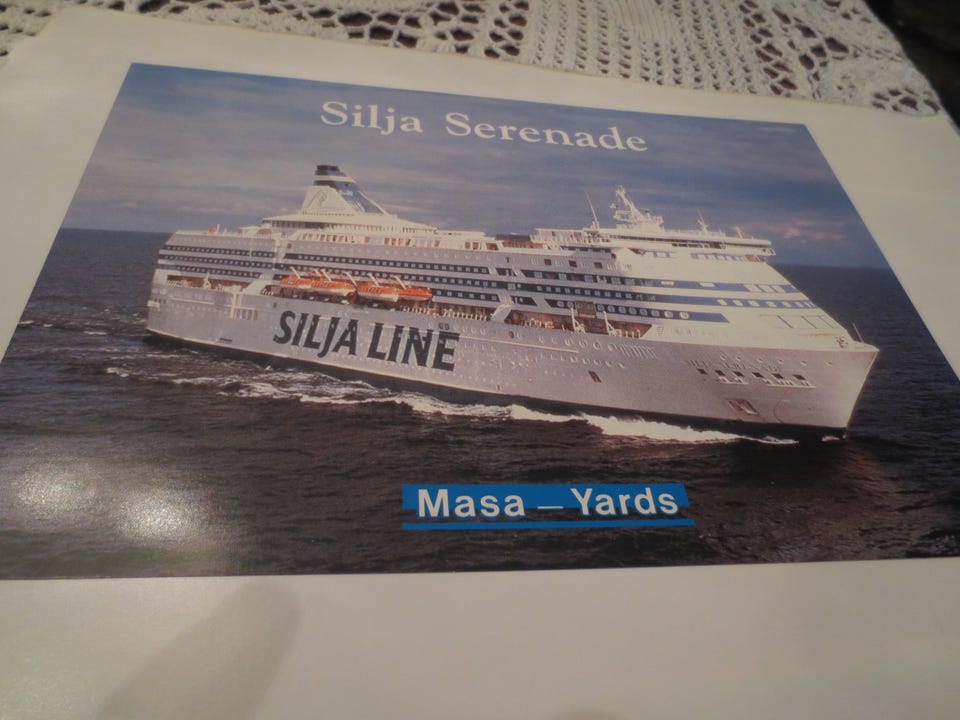 Silja Serenade
SILJA LINE
Masa – Yards